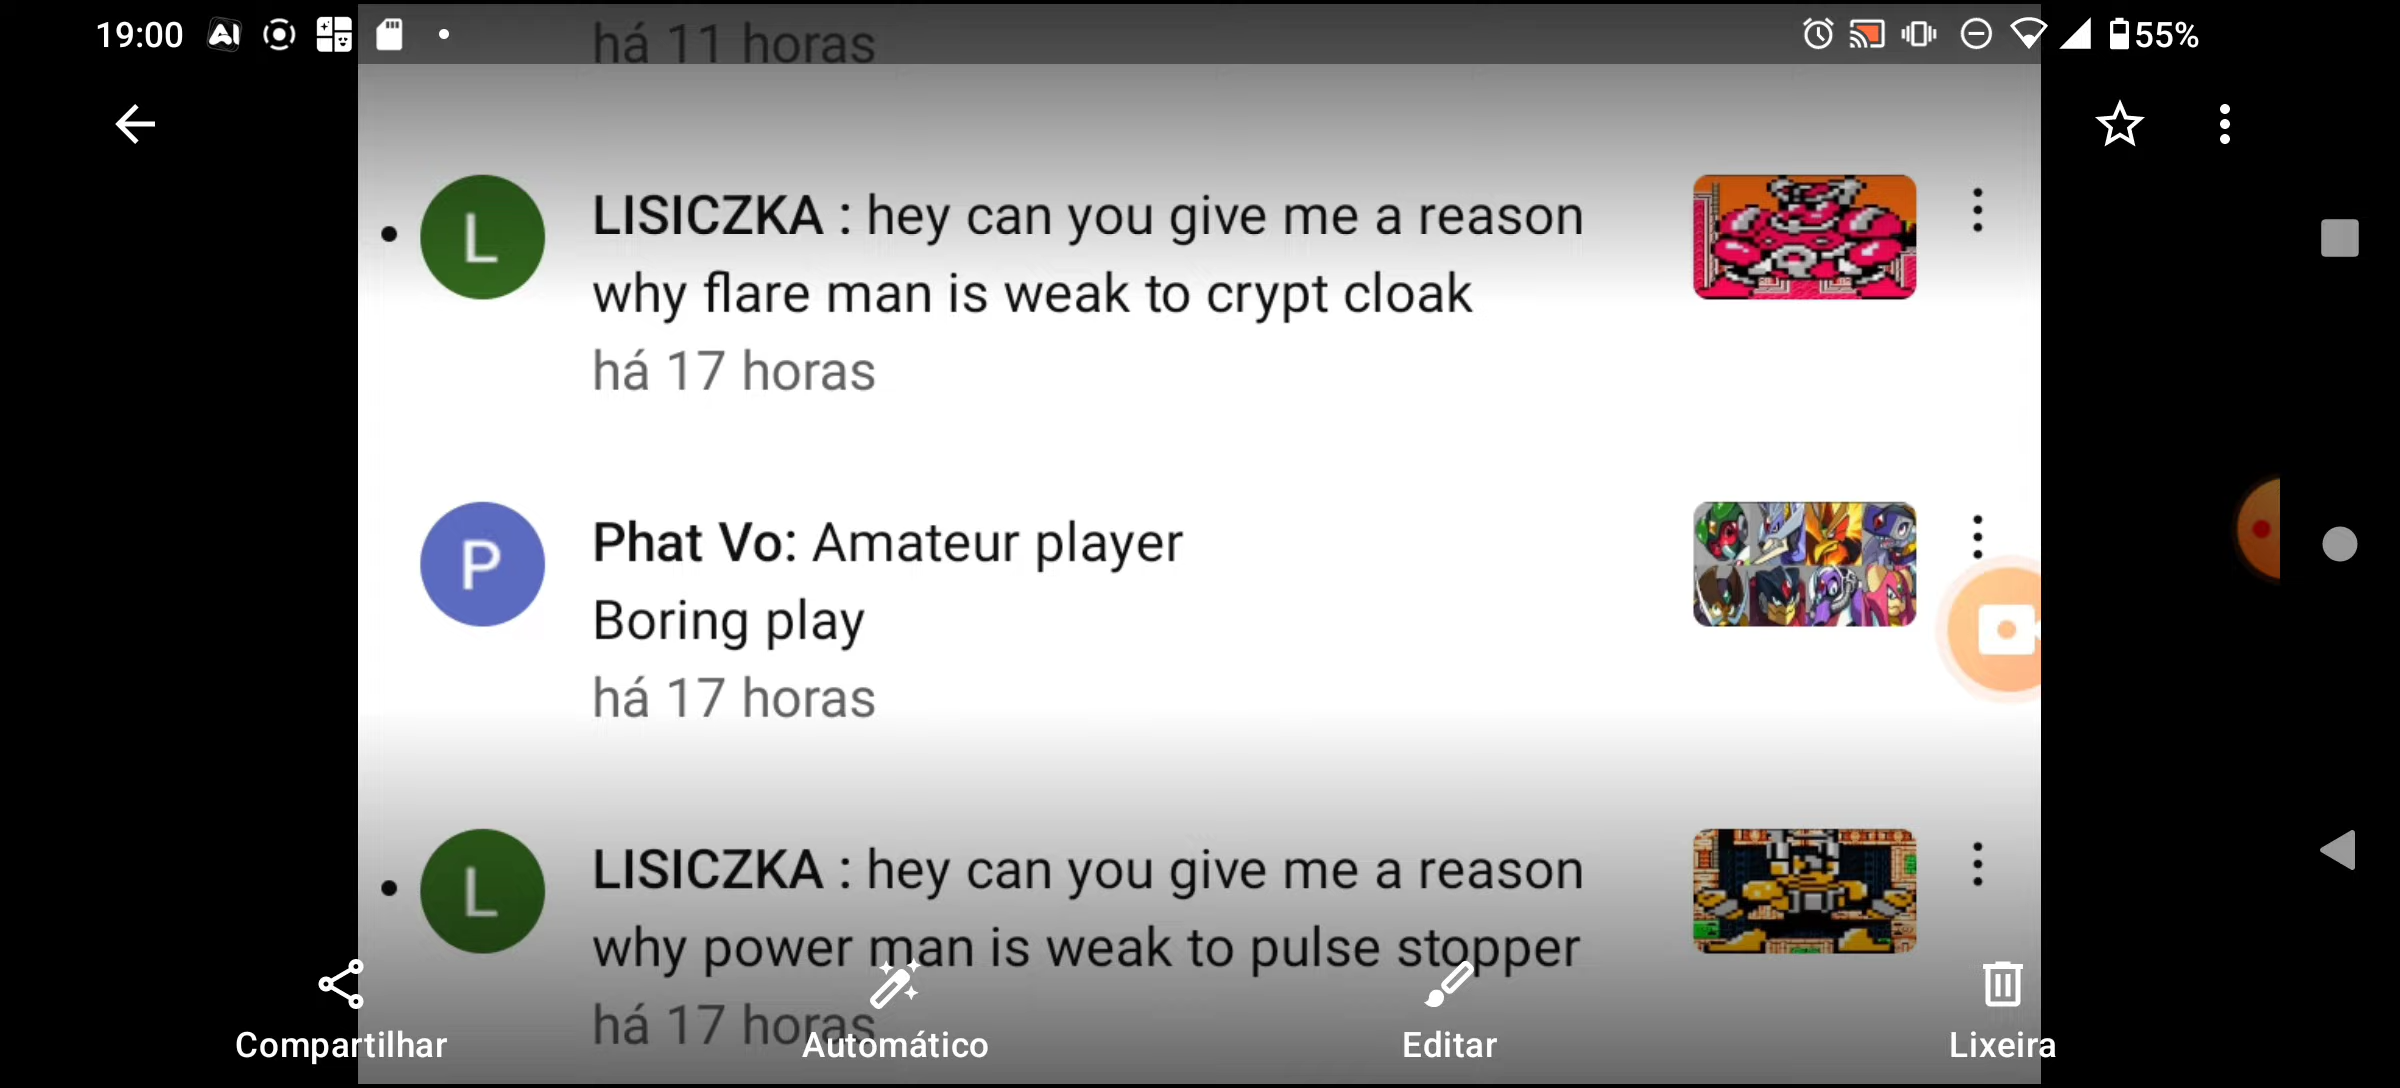 19:00
55%
há 11 horas
L
LISICZKA : hey can you give me a reason
why flare man is weak to crypt cloak
há 17 horas
P
Phat Vo: Amateur player
Boring play
há 17 horas
L
LISICZKA : hey can you give me a reason
why power man is weak to pulse stopper
há 17 horas
Compartilhar
Automático
Editar
Lixeira